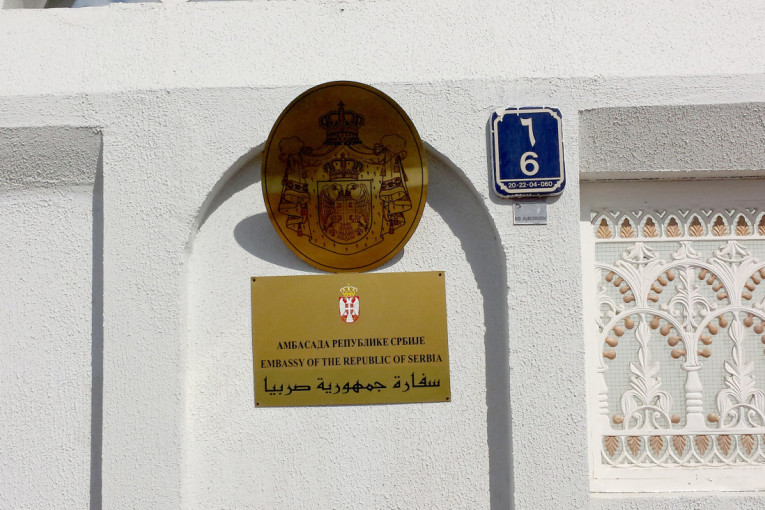 ٦
6
20-22-04-060
АМБАСАДА РЕПУБЛИКЕ СРБИЈЕ
EMBASSY OF THE REPUBLIC OF SERBIA
سفارة جمهورية صربيا